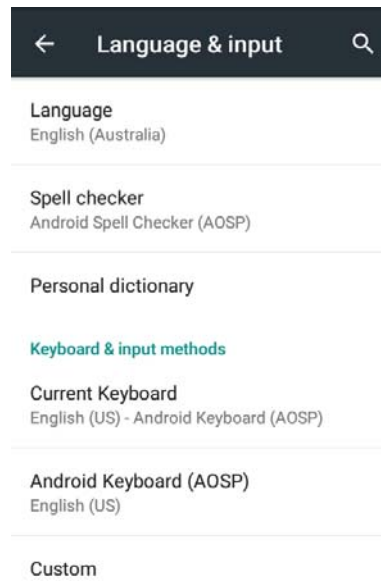 Language & input
Language
English (Australia)
Spell checker
Android Spell Checker (AOSP)
Personal dictionary
Keyboard & input methods
Current Keyboard
English (US) - Android Keyboard (AOSP)
Android Keyboard (AOSP)
English (US)
Custom